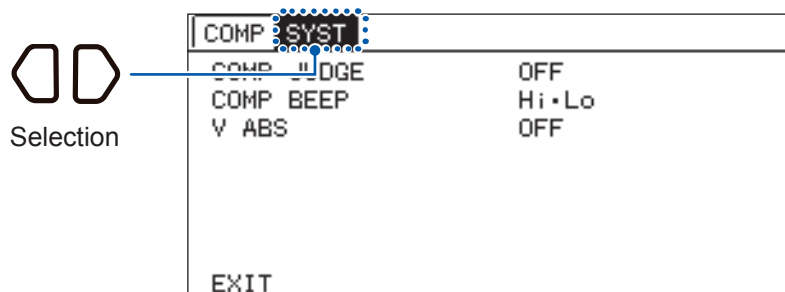 COMP SYST
COMP JUDGE OFF
COMP BEEP Hi•Lo
V ABS OFF
Selection
EXIT